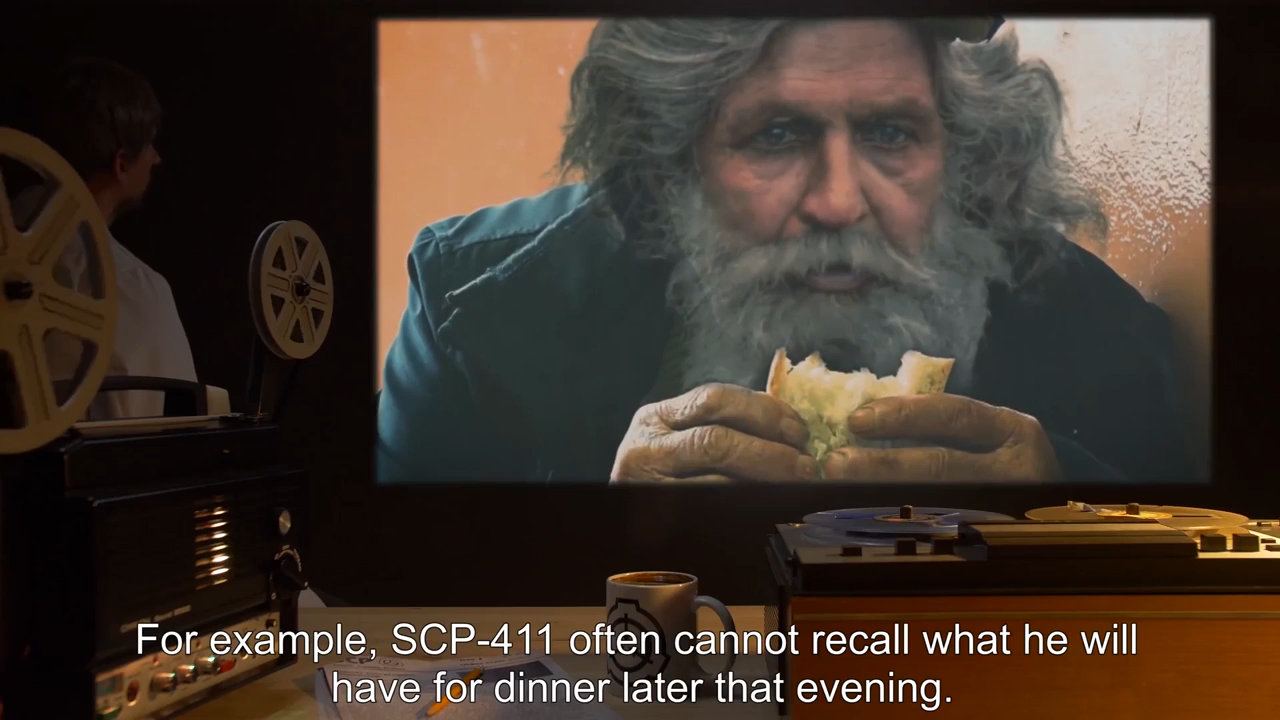 For example, SCP-411 often cannot recall what he will
have for dinner later that evening.